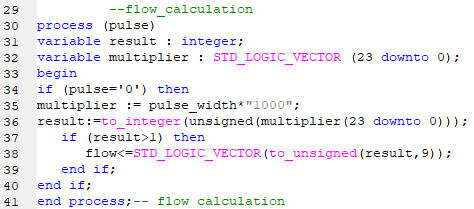 29 --flow_calculation
30 process (pulse)
31 variable result : integer;
32 variable multiplier : STD_LOGIC_VECTOR (23 downto 0);
33 begin
34 if (pulse='0') then
35 multiplier := pulse_width*"1000";
36 result:=to_integer(unsigned(multiplier(23 downto 0)));
37 if (result>1) then
38 flow<=STD_LOGIC_VECTOR(to_unsigned(result,9));
39 end if;
40 end if;
41 end process;-- flow calculation